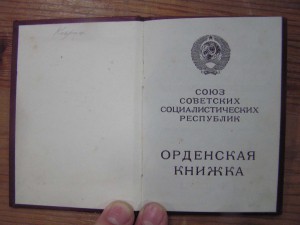 СОЮЗ
СОВЕТСКИХ
СОЦИАЛИСТИЧЕСКИХ
РЕСПУБЛИК
ОРДЕНСКАЯ
КНИЖКА